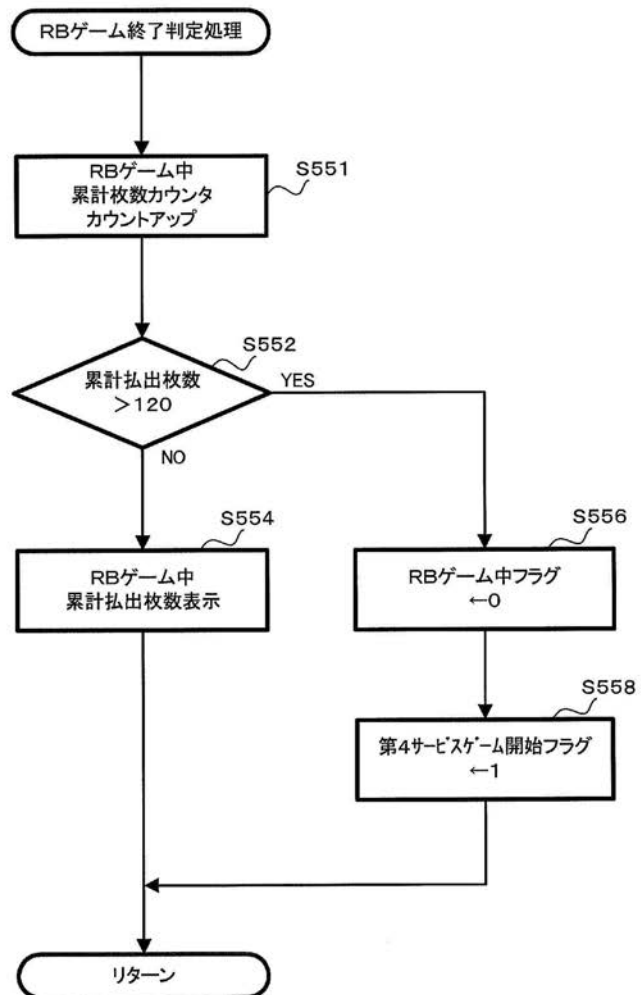 RBゲーム終了判定処理
RBゲーム中
累計枚数カウンタ
カウントアップ
S551
累計払出枚数
＞120
S552
YES
NO
RBゲーム中
累計払出枚数表示
S554
RBゲーム中フラグ
←0
S556
第4サービスゲーム開始フラグ
←1
S558
リターン